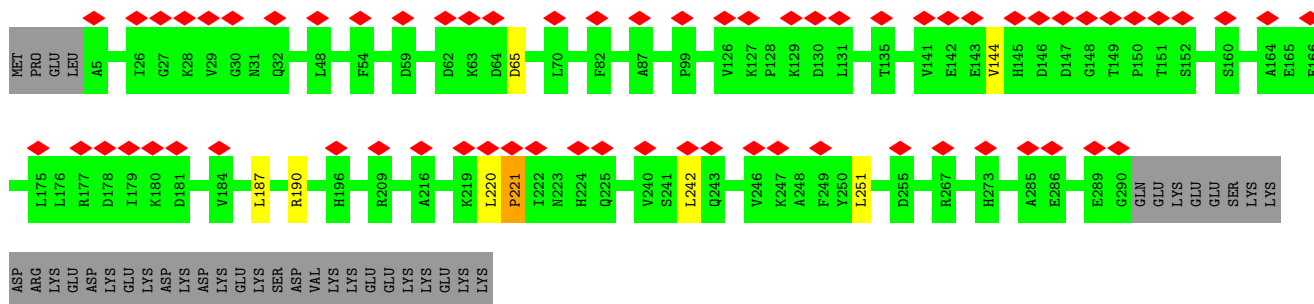 MET PRO GLU LEU A5 I26 G27 K28 V29 G30 N31 Q32 L48 F54 D59 D62 K63 D64 D65 L70 F82 A87 P99 V126 K127 P128 K129 D130 L131 T135 V141 E142 E143 V144 H145 D146 D147 G148 T149 P150 T151 S152 S160 A164 E165 E166
L175 L176 R177 D178 I179 K180 D181 V184 L187 R190 H196 R209 A216 K219 L220 P221 I222 N223 H224 Q225 V240 S241 L242 Q243 V246 K247 A248 F249 Y250 L251 D255 R267 H273 A285 E286 E289 G290 GLN GLU LYS GLU GLU SER LYS LYS
ASP ARG LYS GLU ASP LYS GLU LYS ASP LYS ASP LYS GLU LYS SER ASP VAL LYS LYS GLU GLU LYS LYS GLU LYS LYS